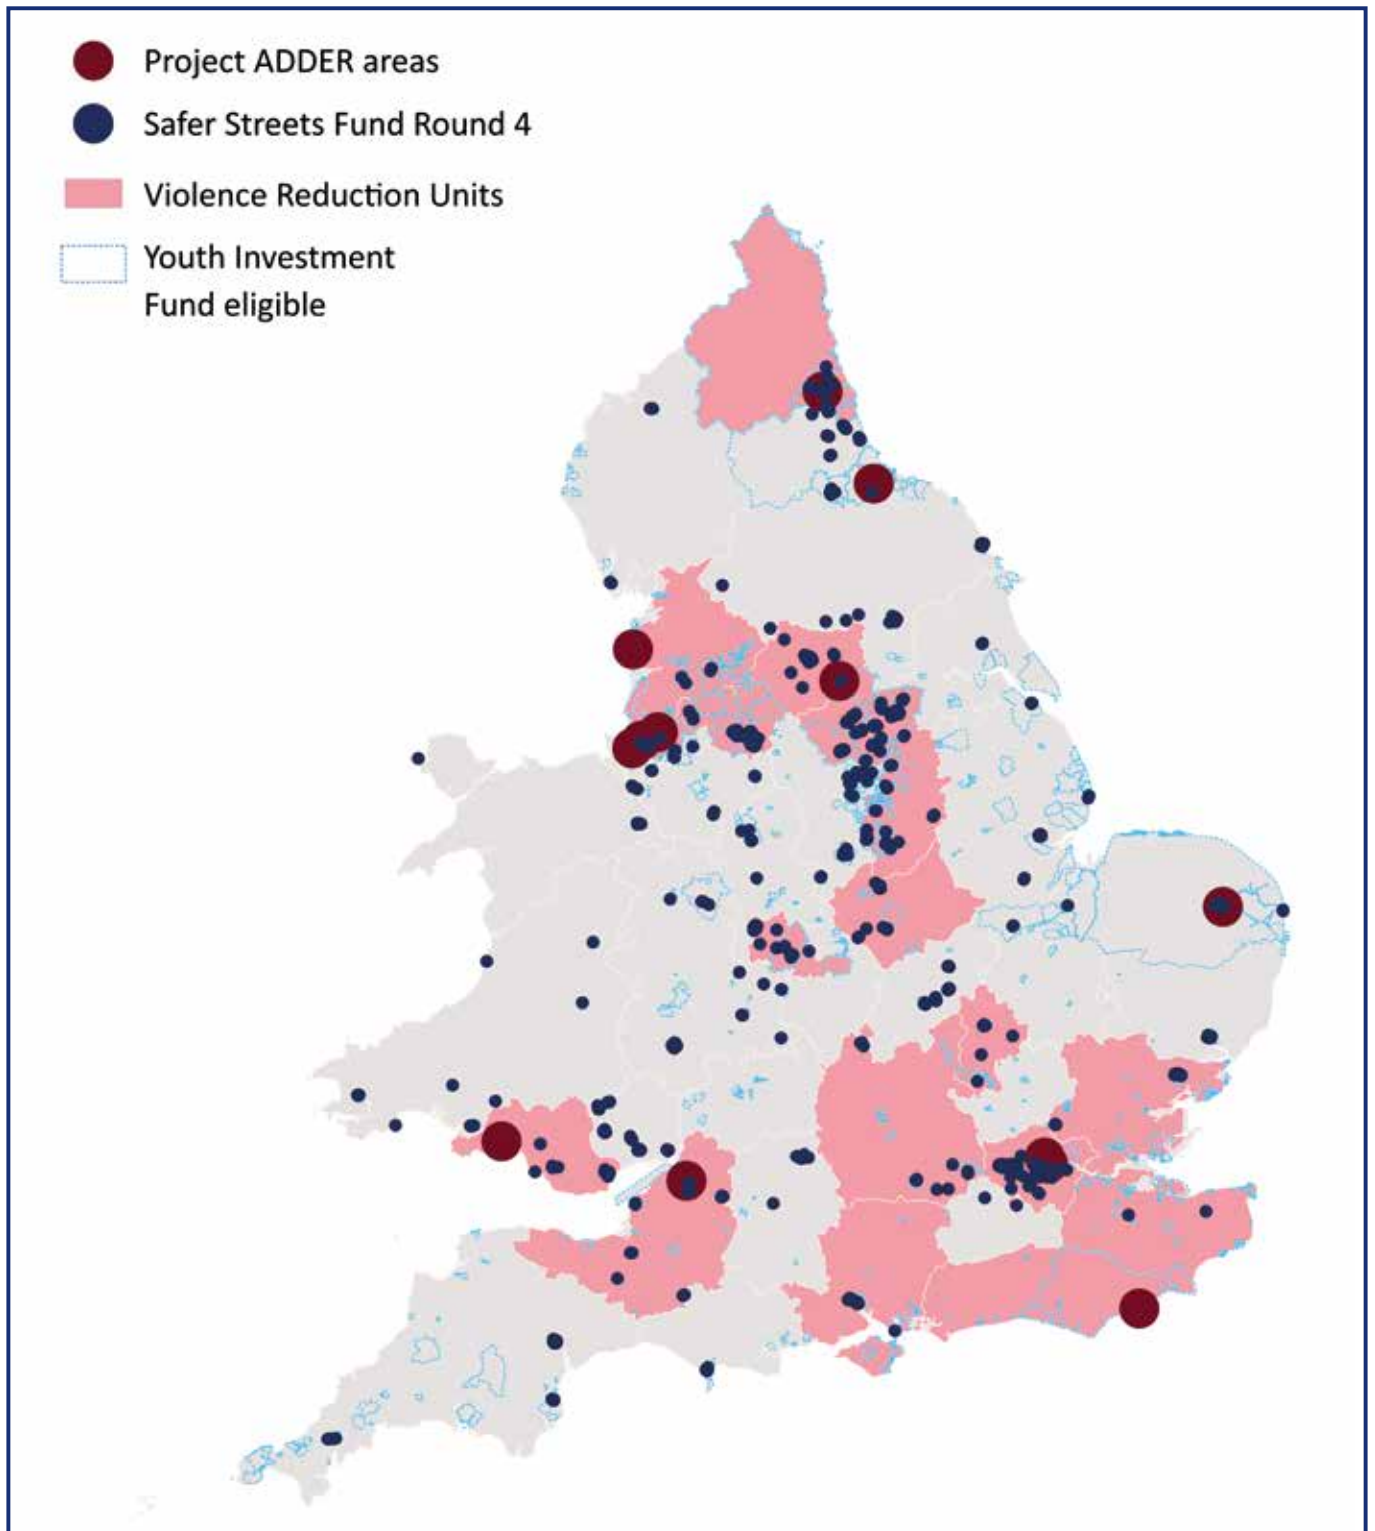 Project ADDER areas
Safer Streets Fund Round 4
Violence Reduction Units
Youth Investment
Fund eligible